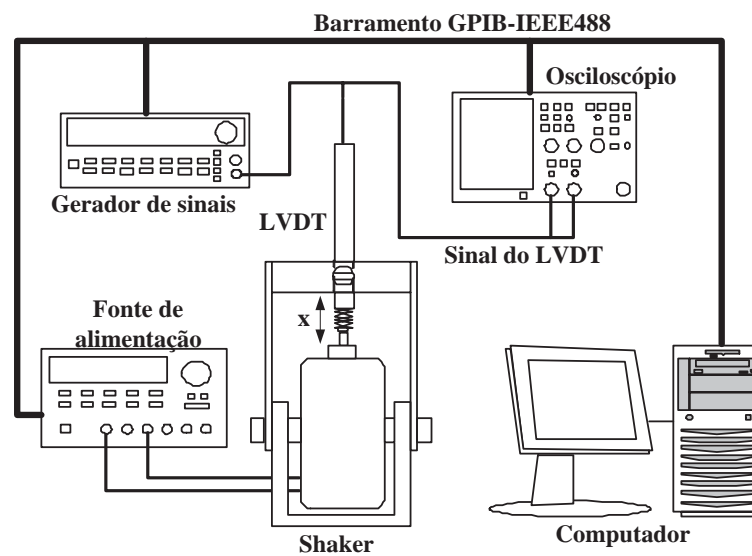 Barramento GPIB-IEEE488
Osciloscópio
Gerador de sinais
LVDT
Sinal do LVDT
Fonte de
alimentação
x
Computador
Shaker